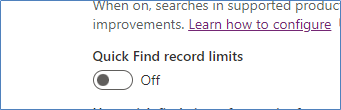 When on, searches in supported produc
improvements. Learn how to configure
Quick Find record limits
Off